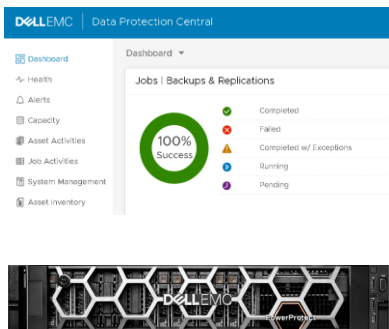 DELLEMC Data Protection Central
Dashboard
Dashboard
Health
Alerts
Capacity
Asset Activities
Job Activities
System Management
Asset Inventory
Jobs | Backups & Replications
100%
Success
Completed
Failed
Completed w/ Exceptions
Running
Pending
DELLEMC
PowerProtect